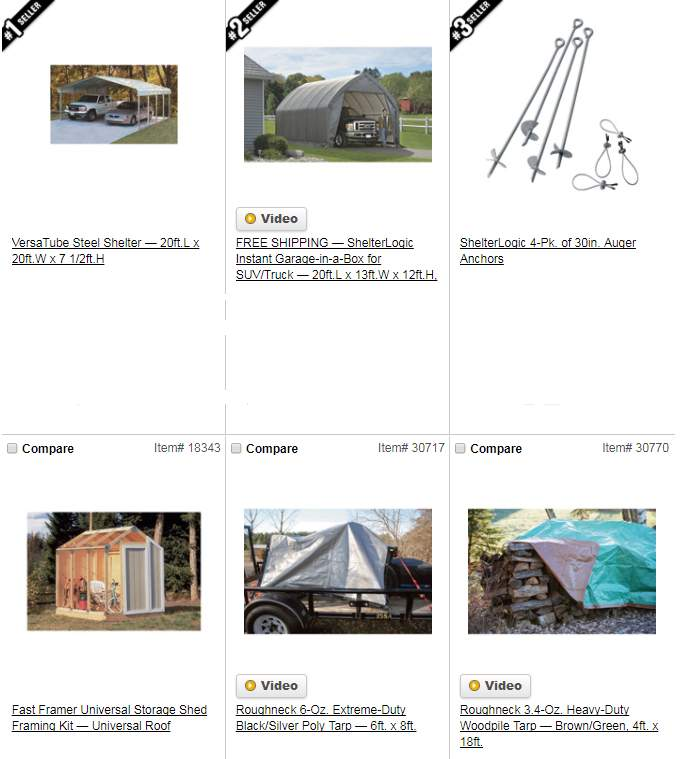 #1 SELLER
#2 SELLER
#3 SELLER
Video
VersaTube Steel Shelter — 20ft.L x
20ft.W x 7 1/2ft.H
FREE SHIPPING — ShelterLogic
Instant Garage-in-a-Box for
SUV/Truck — 20ft.L x 13ft.W x 12ft.H,
ShelterLogic 4-Pk. of 30in. Auger
Anchors
Compare Item# 18343
Compare Item# 30717
Compare Item# 30770
Video
Video
Fast Framer Universal Storage Shed
Framing Kit — Universal Roof
Roughneck 6-Oz. Extreme-Duty
Black/Silver Poly Tarp — 6ft. x 8ft.
Roughneck 3.4-Oz. Heavy-Duty
Woodpile Tarp — Brown/Green, 4ft. x
18ft.